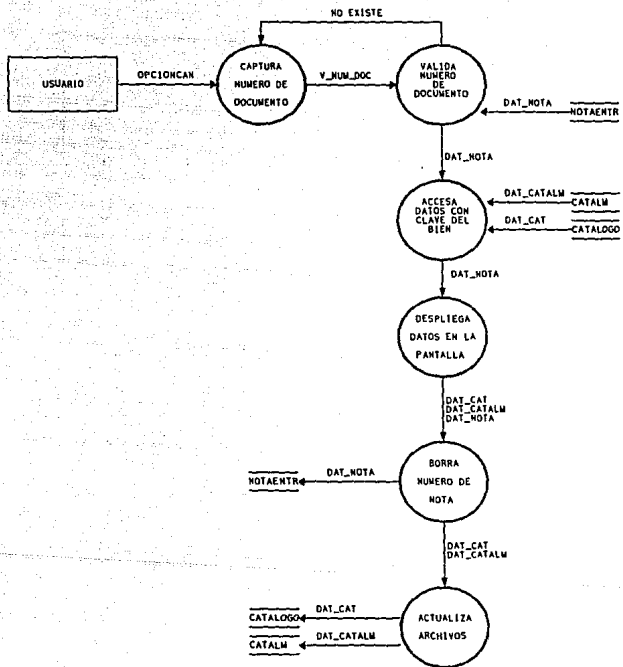 NO EXISTE
USUARIO
OPCIONCAN
CAPTURA
NUMERO DE
DOCUMENTO
V_NUM_DOC
VALIDA
NUMERO
DE
DOCUMENTO
DAT_NOTA
NOTAENTR
DAT_NOTA
ACCESA
DATOS CON
CLAVE DEL
BIEN
DAT_CATALM
CATALM
DAT_CAT
CATALOGO
DAT_NOTA
DESPLIEGA
DATOS EN LA
PANTALLA
DAT_CAT
DAT_CATALM
DAT_NOTA
BORRA
NUMERO DE
NOTA
DAT_NOTA
NOTAENTR
DAT_CAT
DAT_CATALM
ACTUALIZA
ARCHIVOS
DAT_CAT
CATALOGO
DAT_CATALM
CATALM